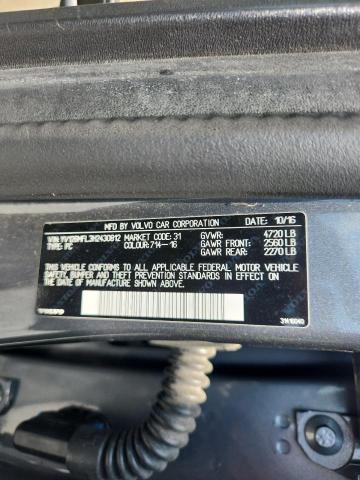 MFD BY VOLVO CAR CORPORATION DATE: 10/16
MARKET CODE: 31 GVWR: 4720 LB
TYPE: PC COLOUR: 714-16 GAWR FRONT: 2560 LB
GAWR REAR: 2270 LB
THIS VEHICLE CONFORMS TO ALL APPLICABLE FEDERAL MOTOR VEHICLE
SAFETY, BUMPER AND THEFT PREVENTION STANDARDS IN EFFECT ON
THE DATE OF MANUFACTURE SHOWN ABOVE.